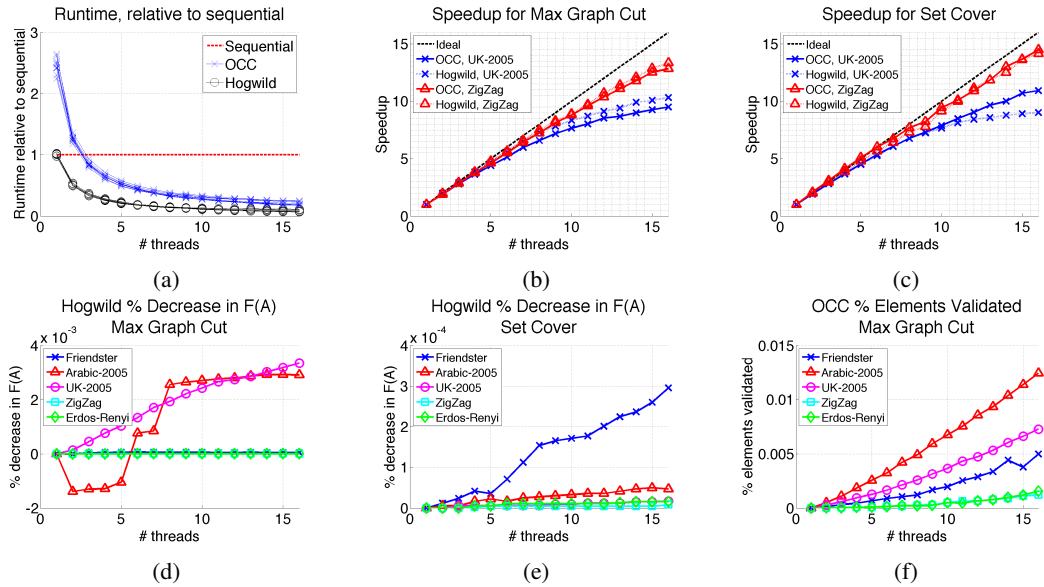 Runtime, relative to sequential
Runtime relative to sequential
3
2
1
0
0 5 10 15
# threads
Sequential
OCC
Hogwild
(a)
Speedup for Max Graph Cut
Speedup
15
10
5
0
0 5 10 15
# threads
Ideal
OCC, UK-2005
Hogwild, UK-2005
OCC, ZigZag
Hogwild, ZigZag
(b)
Speedup for Set Cover
Speedup
15
10
5
0
0 5 10 15
# threads
Ideal
OCC, UK-2005
Hogwild, UK-2005
OCC, ZigZag
Hogwild, ZigZag
(c)
Hogwild % Decrease in F(A)
Max Graph Cut
x 10^-3
% decrease in F(A)
4
2
0
-2
0 5 10 15
# threads
Friendster
Arabic-2005
UK-2005
ZigZag
Erdos-Renyi
(d)
Hogwild % Decrease in F(A)
Set Cover
x 10^-4
% decrease in F(A)
4
3
2
1
0
0 5 10 15
# threads
Friendster
Arabic-2005
UK-2005
ZigZag
Erdos-Renyi
(e)
OCC % Elements Validated
Max Graph Cut
% elements validated
0.015
0.01
0.005
0
0 5 10 15
# threads
Friendster
Arabic-2005
UK-2005
ZigZag
Erdos-Renyi
(f)